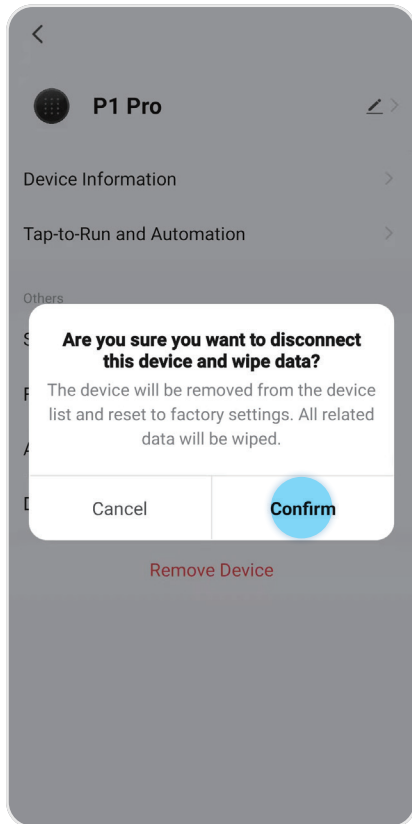 P1 Pro
Device Information
Tap-to-Run and Automation
Others
Are you sure you want to disconnect
this device and wipe data?
The device will be removed from the device
list and reset to factory settings. All related
data will be wiped.
Cancel
Confirm
Remove Device